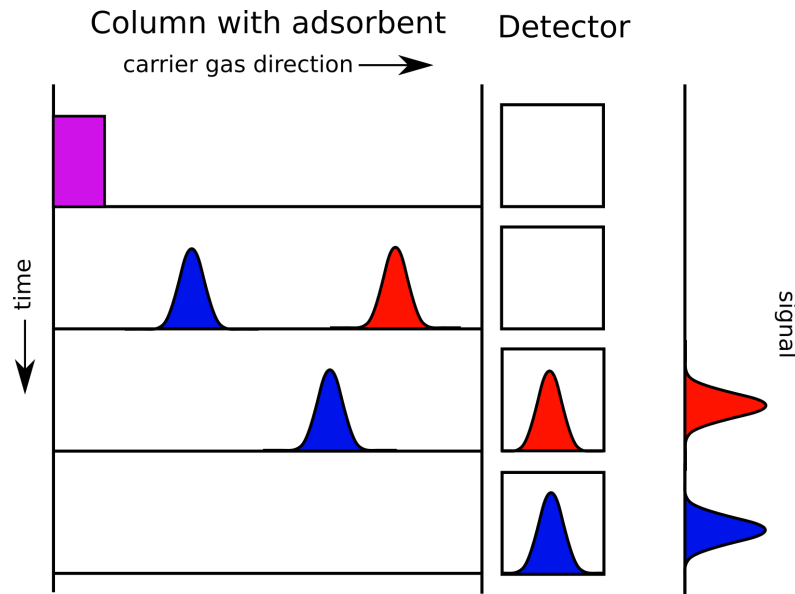 Column with adsorbent
Detector
carrier gas direction
time
signal